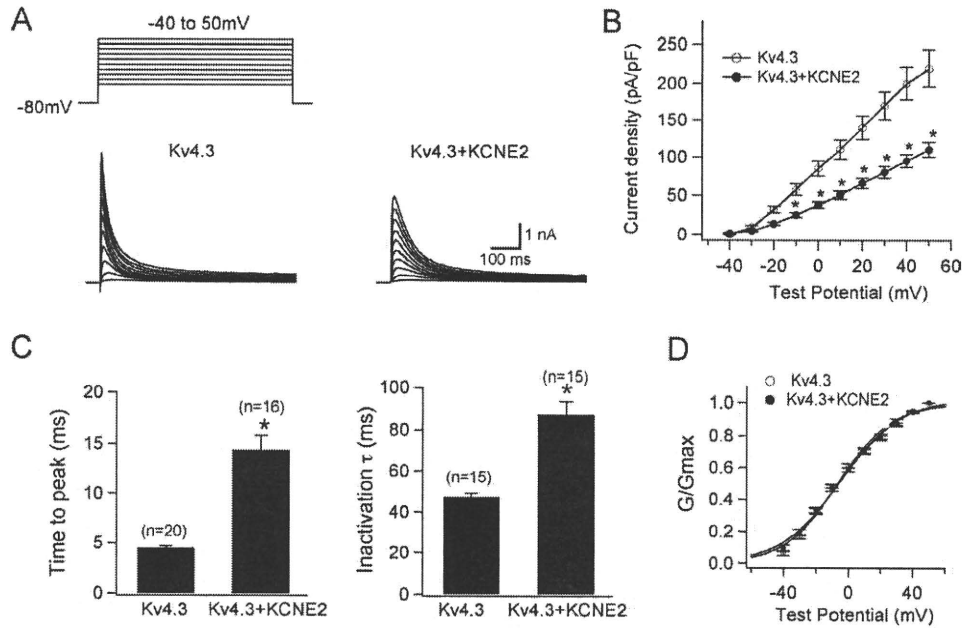 A
-40 to 50mV
-80mV
Kv4.3
Kv4.3+KCNE2
1 nA
100 ms
B
Kv4.3
Kv4.3+KCNE2
Current density (pA/pF)
250
200
150
100
50
0
* * * * * * *
-40 -20 0 20 40 60
Test Potential (mV)
C
Time to peak (ms)
20
15
10
5
0
(n=20)
(n=16)
*
Kv4.3 Kv4.3+KCNE2
Inactivation τ (ms)
100
80
60
40
20
0
(n=15)
(n=15)
*
Kv4.3 Kv4.3+KCNE2
D
Kv4.3
Kv4.3+KCNE2
G/Gmax
1.0
0.8
0.6
0.4
0.2
0.0
-40 0 40
Test Potential (mV)